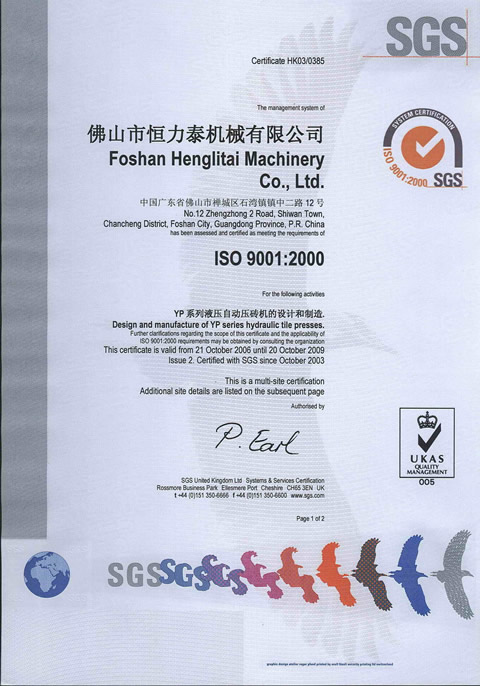 SGS
Certificate HK03/0385
The management system of
佛山市恒力泰机械有限公司
Foshan Henglitai Machinery
Co., Ltd.
中国广东省佛山市禅城区石湾镇镇中二路 12 号
No.12 Zhengzhong 2 Road, Shiwan Town,
Chancheng District, Foshan City, Guangdong Province, P.R. China
has been assessed and certified as meeting the requirements of
SYSTEM CERTIFICATION
ISO 9001:2000
SGS
ISO 9001:2000
For the following activities
YP 系列液压自动压砖机的设计和制造.
Design and manufacture of YP series hydraulic tile presses.
Further clarifications regarding the scope of this certificate and the applicability of
ISO 9001:2000 requirements may be obtained by consulting the organization
This certificate is valid from 21 October 2006 until 20 October 2009
Issue 2. Certified with SGS since October 2003
This is a multi-site certification
Additional site details are listed on the subsequent page
Authorised by
P. Earl
UKAS
QUALITY
MANAGEMENT
005
SGS United Kingdom Ltd Systems & Services Certification
Rossmore Business Park Ellesmere Port Cheshire CH65 3EN UK
t +44 (0)151 350-6666 f +44 (0)151 350-6600 www.sgs.com
Page 1 of 2
SGS SGS SGS